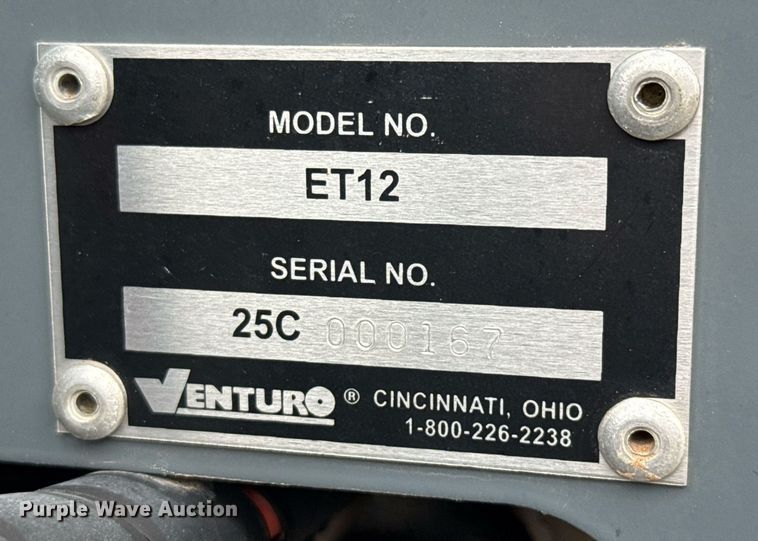 MODEL NO.
ET12
SERIAL NO.
25C 000167
VENTURO ® CINCINNATI, OHIO
1-800-226-2238
Purple Wave Auction